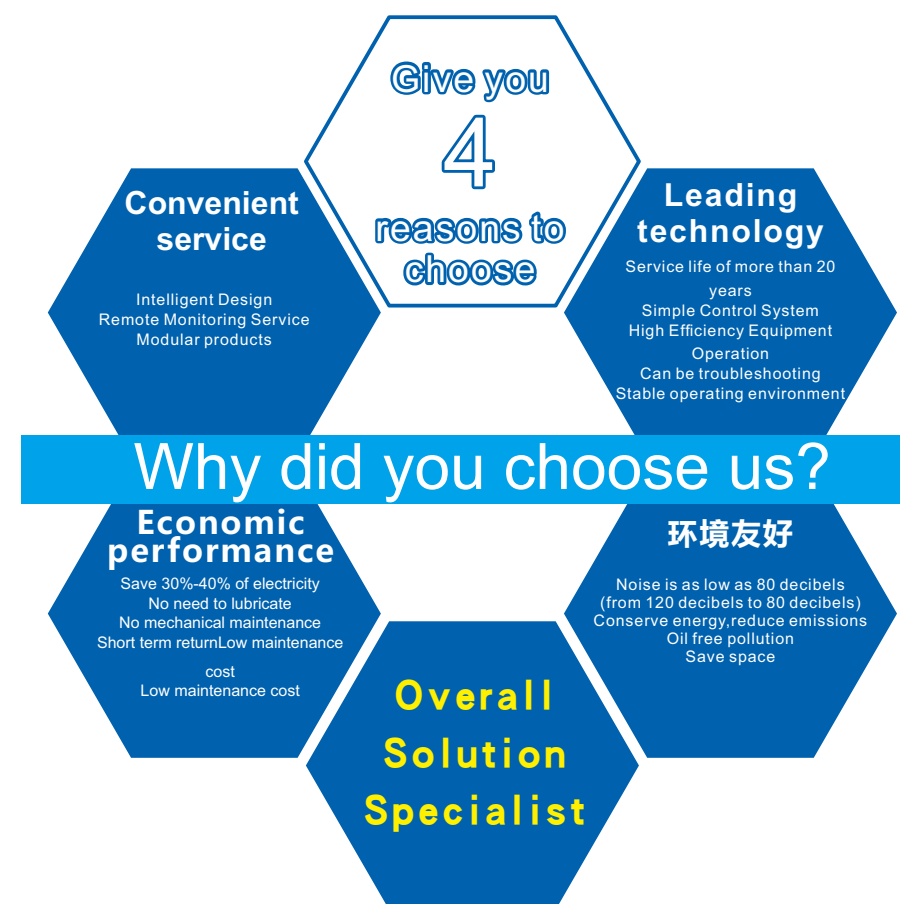 Give you
4
reasons to
choose
Convenient
service
Intelligent Design
Remote Monitoring Service
Modular products
Leading
technology
Service life of more than 20
years
Simple Control System
High Efficiency Equipment
Operation
Can be troubleshooting
Stable operating environment
Why did you choose us?
Economic
performance
Save 30%-40% of electricity
No need to lubricate
No mechanical maintenance
Short term returnLow maintenance
cost
Low maintenance cost
环境友好
Noise is as low as 80 decibels
(from 120 decibels to 80 decibels)
Conserve energy,reduce emissions
Oil free pollution
Save space
Overall
Solution
Specialist